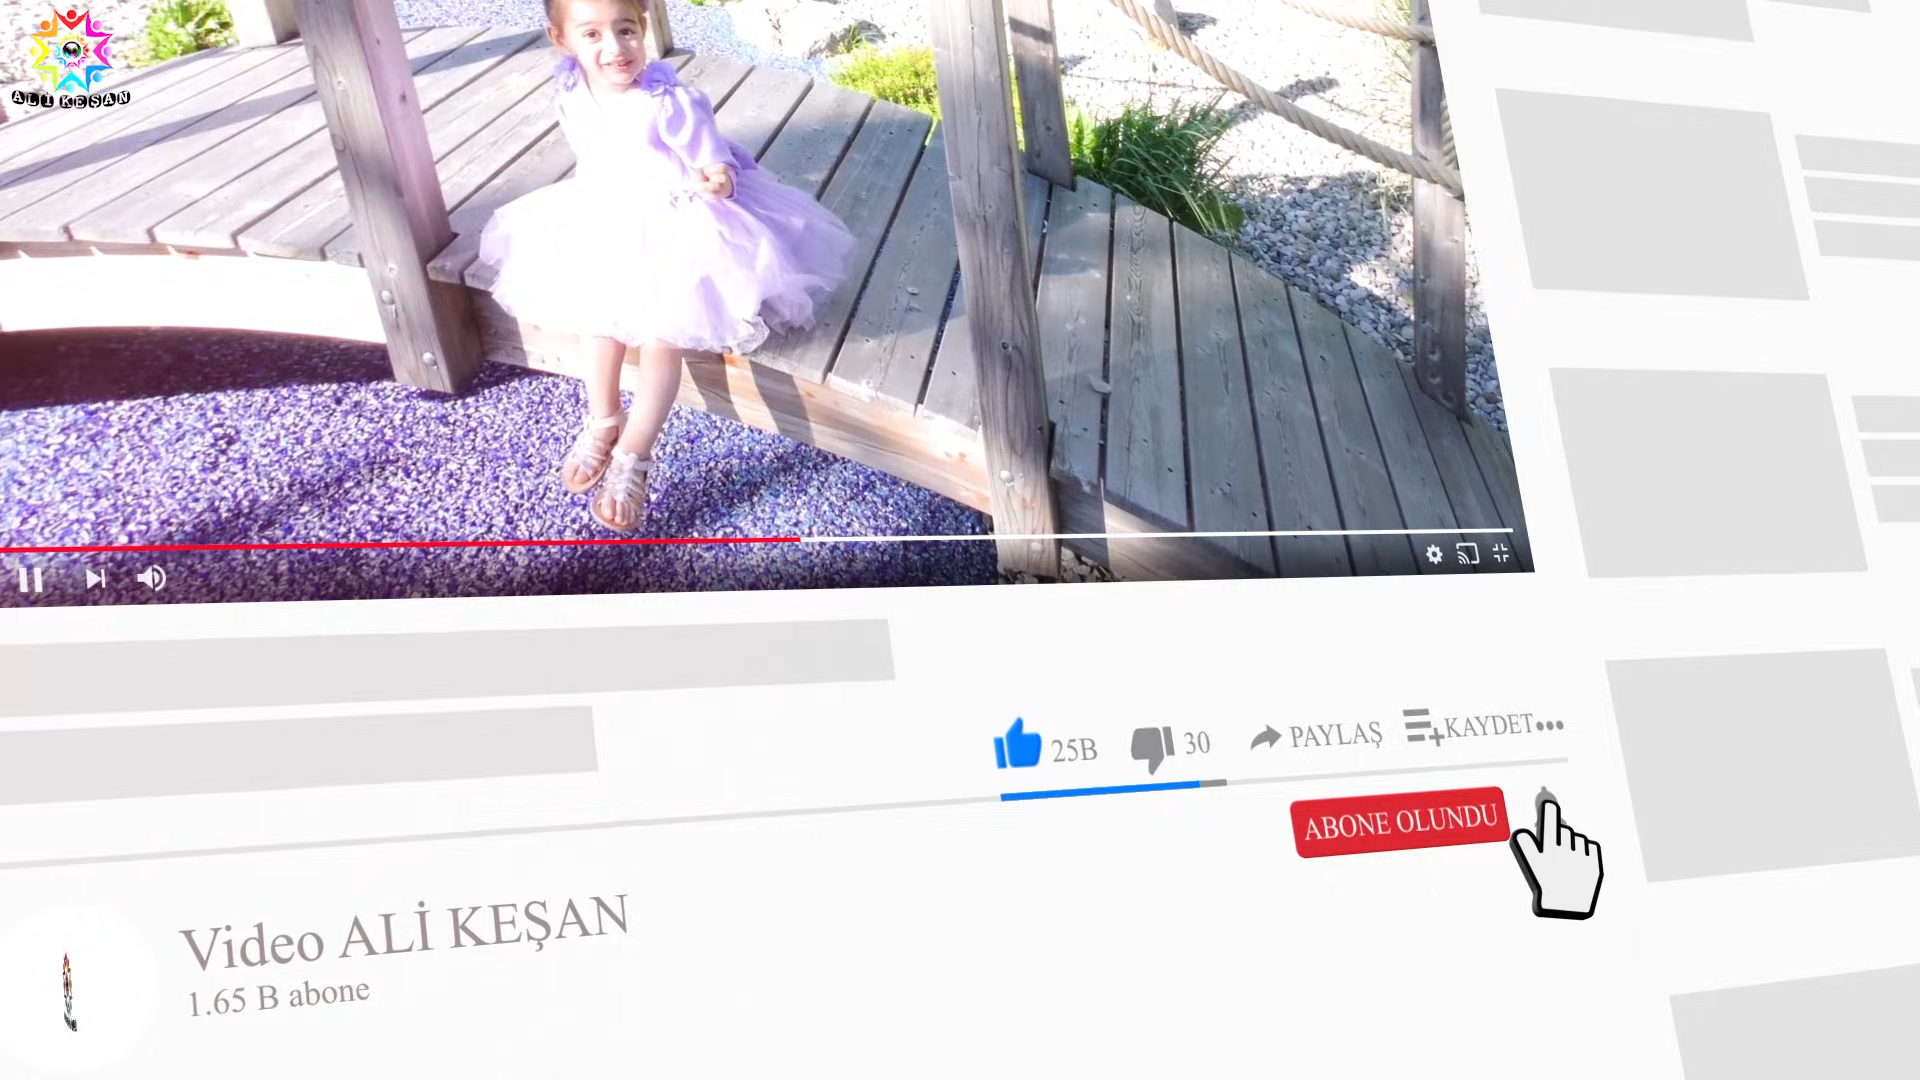 ALİ KEŞAN
25B
30
PAYLAŞ
KAYDET
ABONE OLUNDU
Video ALİ KEŞAN
1.65 B abone